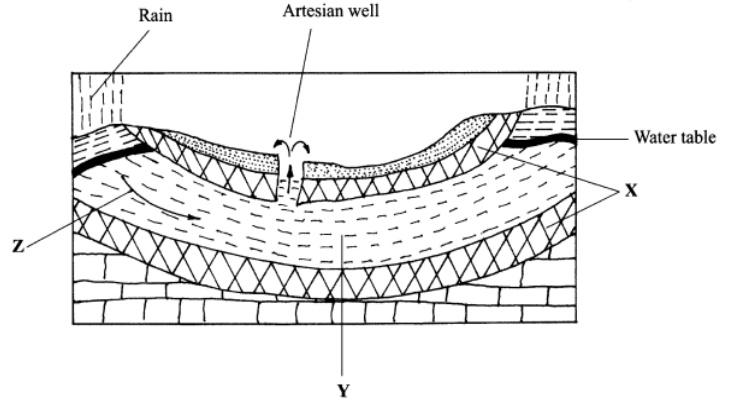 Artesian well
Rain
Water table
X
Z
Y